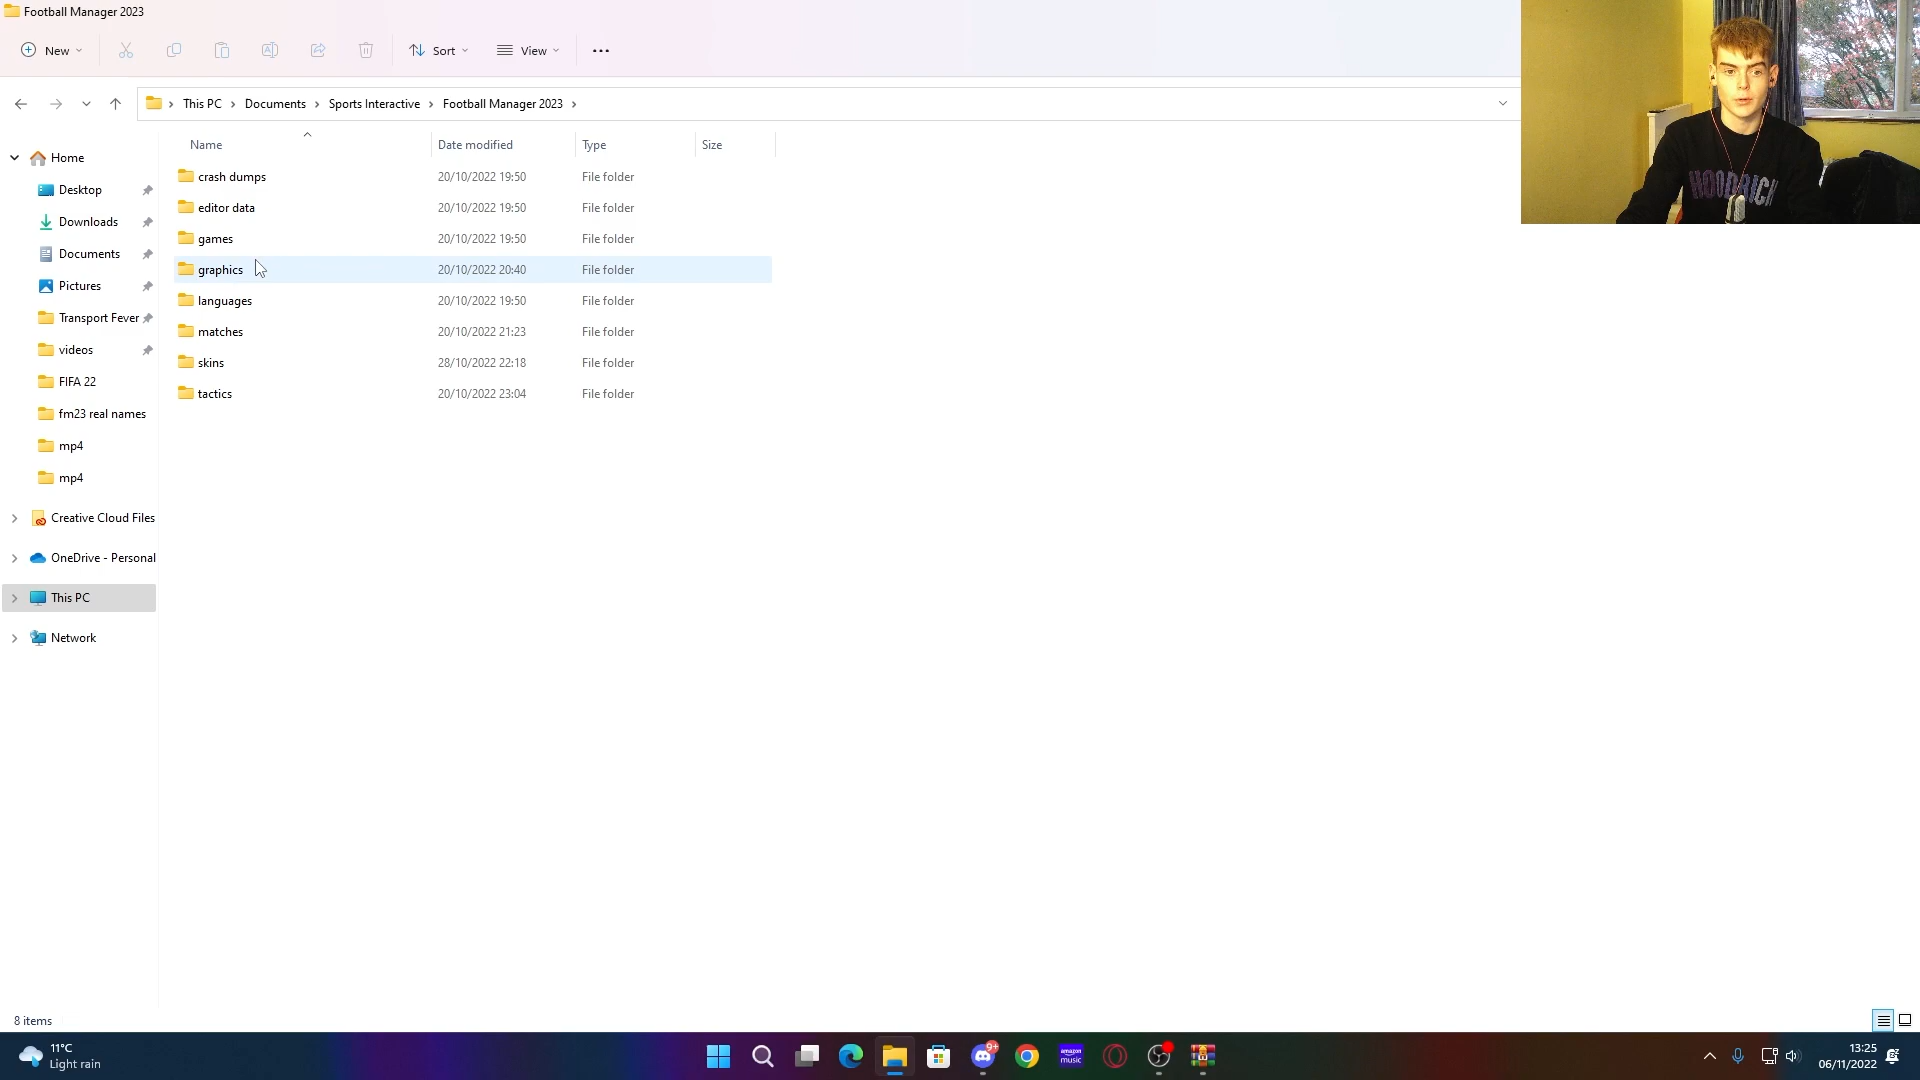 Football Manager 2023
New
Sort
View
This PC > Documents > Sports Interactive > Football Manager 2023 >
Name Date modified Type Size
Home
Desktop
Downloads
Documents
Pictures
Transport Fever
videos
FIFA 22
fm23 real names
mp4
mp4
Creative Cloud Files
OneDrive - Personal
This PC
Network
crash dumps 20/10/2022 19:50 File folder
editor data 20/10/2022 19:50 File folder
games 20/10/2022 19:50 File folder
graphics 20/10/2022 20:40 File folder
languages 20/10/2022 19:50 File folder
matches 20/10/2022 21:23 File folder
skins 28/10/2022 22:18 File folder
tactics 20/10/2022 23:04 File folder
HOODRICH
8 items
11°C
Light rain
9+
amazon music
13:25
06/11/2022